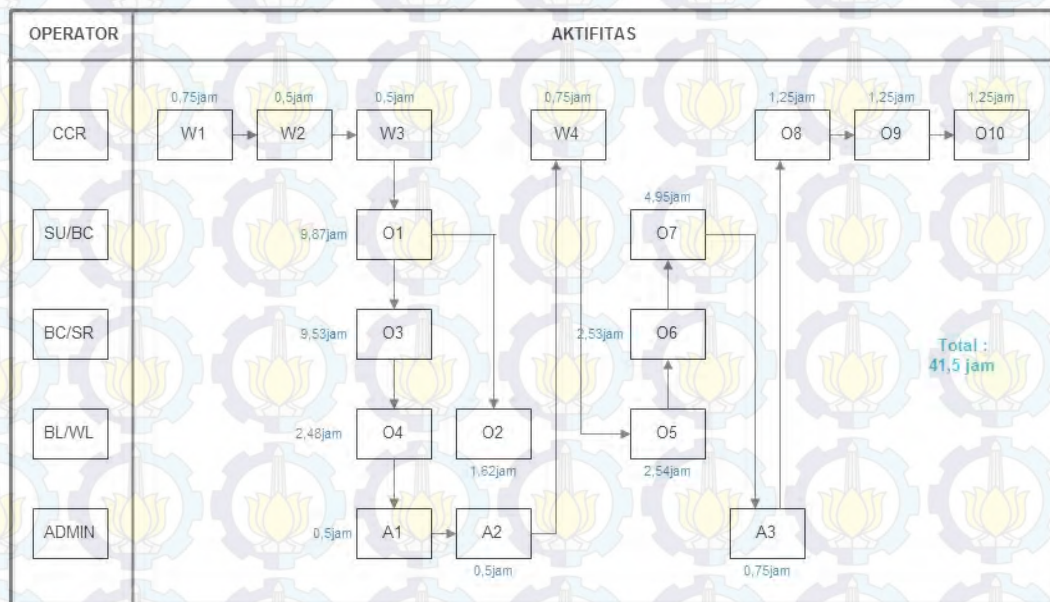 OPERATOR
AKTIFITAS
CCR
0,75jam
W1
0,5jam
W2
0,5jam
W3
0,75jam
W4
1,25jam
O8
1,25jam
O9
1,25jam
O10
SU/BC
9,87jam
O1
4,95jam
O7
BC/SR
9,53jam
O3
2,53jam
O6
Total :
41,5 jam
BL/WL
2,48jam
O4
O2
1,62jam
O5
2,54jam
ADMIN
0,5jam
A1
A2
0,5jam
A3
0,75jam